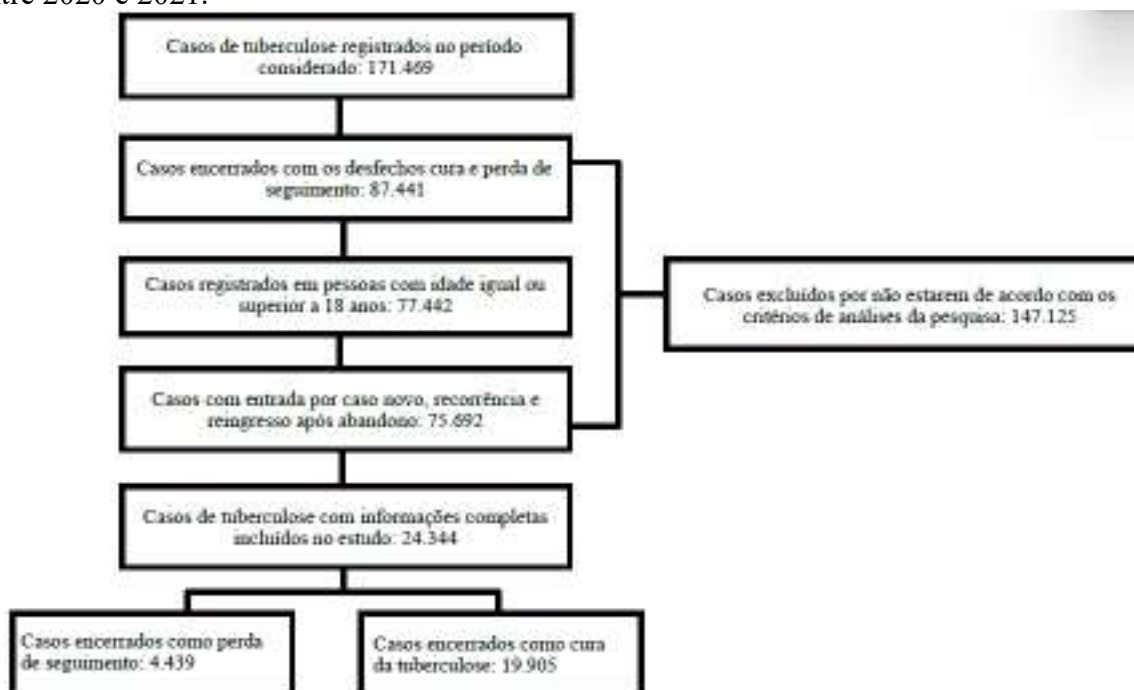 entre 2020 e 2021.
Casos de tuberculose registrados no período
considerado: 171.469
Casos encerrados com os desfechos cura e perda de
seguimento: 87.441
Casos registrados em pessoas com idade igual ou
superior a 18 anos: 77.442
Casos excluídos por não estarem de acordo com os
critérios de análises da pesquisa: 147.125
Casos com entrada por caso novo, recorrência e
reingresso após abandono: 75.692
Casos de tuberculose com informações completas
incluídos no estudo: 24.344
Casos encerrados como perda
de seguimento: 4.439
Casos encerrados como cura
da tuberculose: 19.905